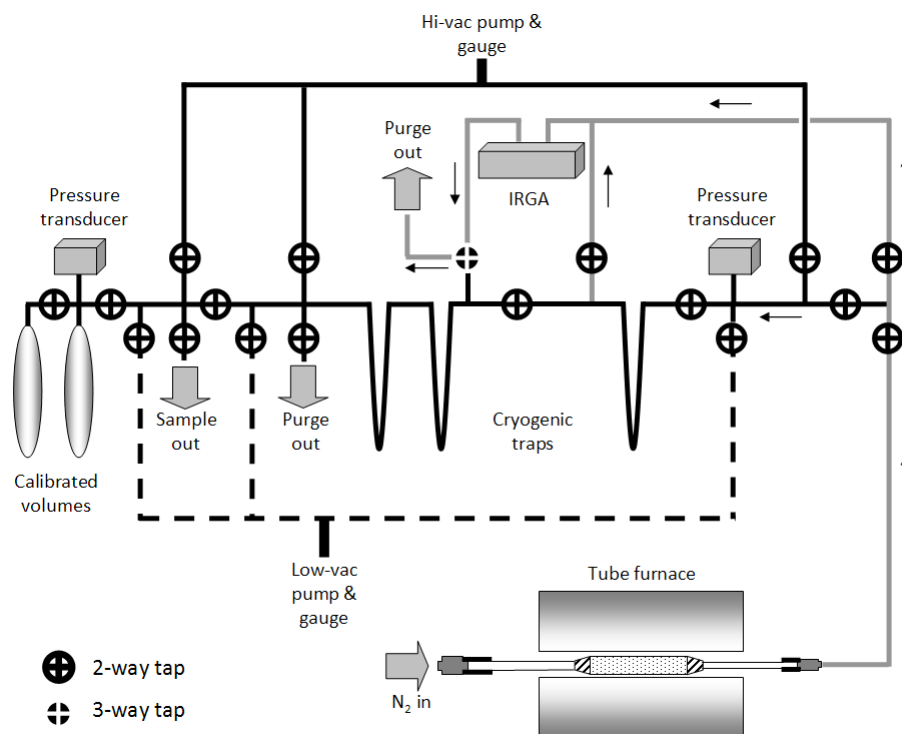 Hi-vac pump &
gauge
Purge
out
IRGA
Pressure
transducer
Pressure
transducer
Sample
out
Purge
out
Cryogenic
traps
Calibrated
volumes
Low-vac
pump &
gauge
Tube furnace
N₂ in
2-way tap
3-way tap